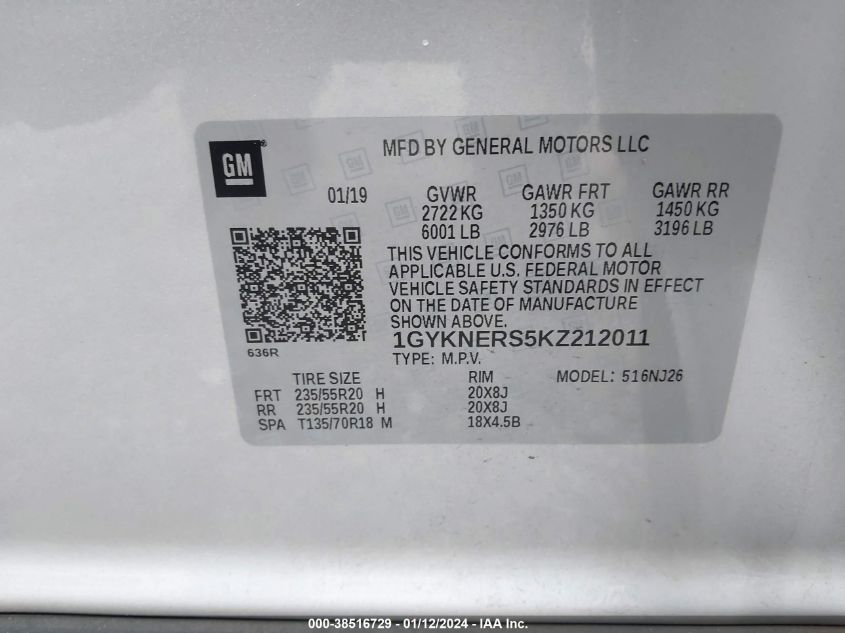 GM
MFD BY GENERAL MOTORS LLC
01/19 GVWR GAWR FRT GAWR RR
2722 KG 1350 KG 1450 KG
6001 LB 2976 LB 3196 LB
THIS VEHICLE CONFORMS TO ALL
APPLICABLE U.S. FEDERAL MOTOR
VEHICLE SAFETY STANDARDS IN EFFECT
ON THE DATE OF MANUFACTURE
SHOWN ABOVE.
1GYKNERS5KZ212011
636R
TYPE: M.P.V.
TIRE SIZE RIM MODEL: 516NJ26
FRT 235/55R20 H 20X8J
RR 235/55R20 H 20X8J
SPA T135/70R18 M 18X4.5B
000-38516729 - 01/12/2024 - IAA Inc.